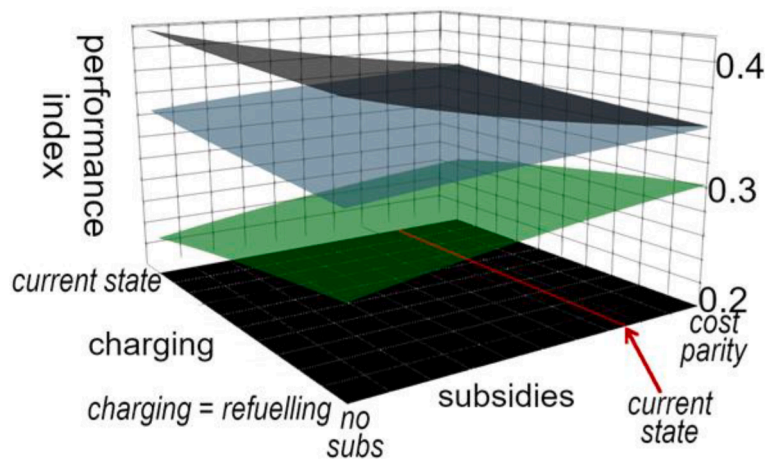 performance
index
0.4
0.3
0.2
current state
charging
charging = refuelling
no
subs
subsidies
cost
parity
current
state